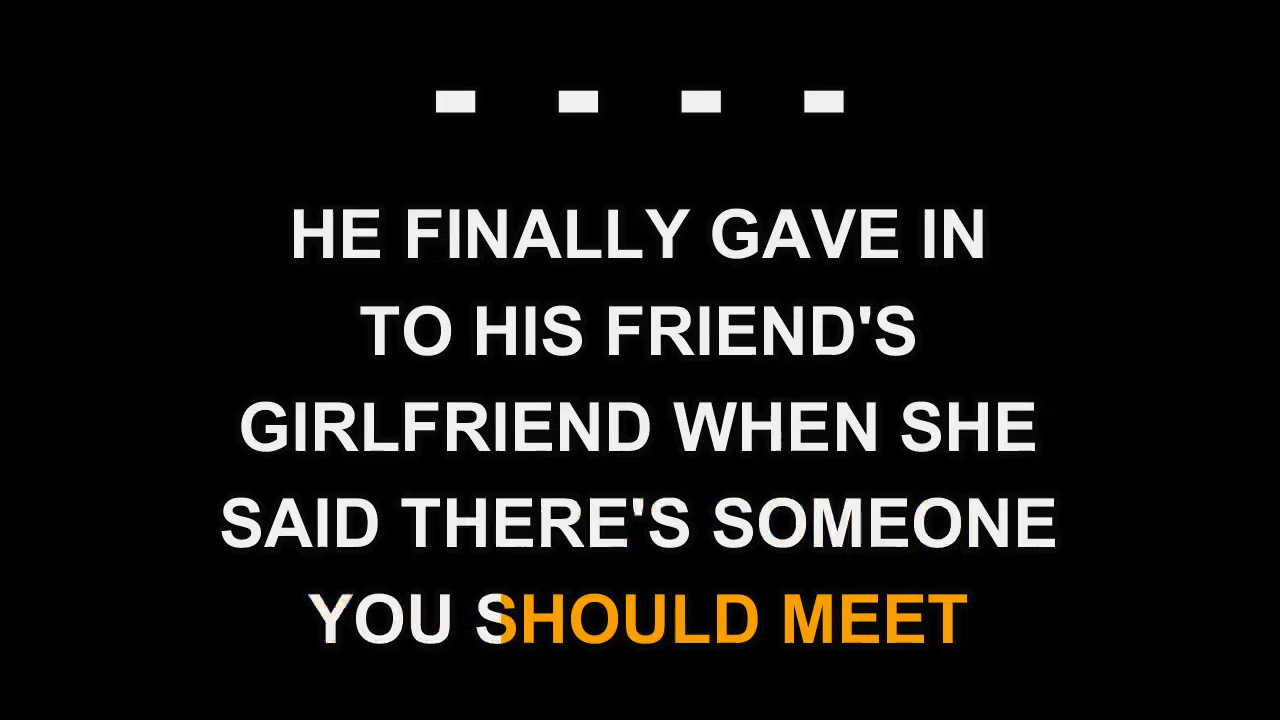 - - - -
HE FINALLY GAVE IN
TO HIS FRIEND'S
GIRLFRIEND WHEN SHE
SAID THERE'S SOMEONE
YOU SHOULD MEET